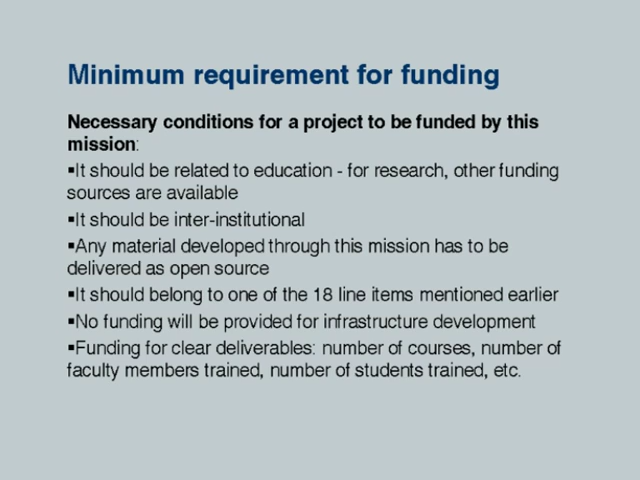 Minimum requirement for funding
Necessary conditions for a project to be funded by this
mission:
▪It should be related to education - for research, other funding
sources are available
▪It should be inter-institutional
▪Any material developed through this mission has to be
delivered as open source
▪It should belong to one of the 18 line items mentioned earlier
▪No funding will be provided for infrastructure development
▪Funding for clear deliverables: number of courses, number of
faculty members trained, number of students trained, etc.